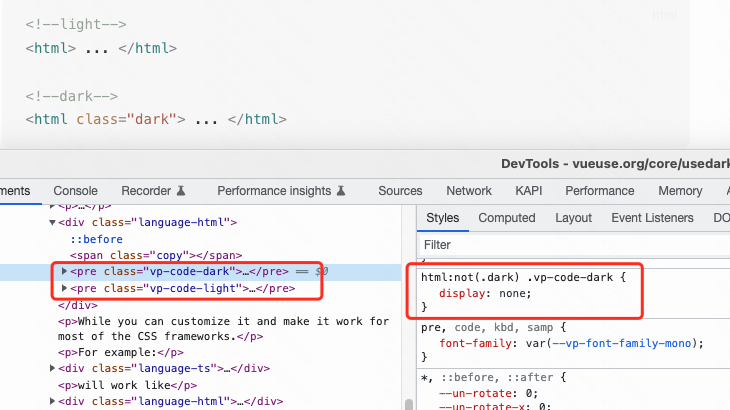 html
<!--light-->
<html> ... </html>
<!--dark-->
<html class="dark"> ... </html>
DevTools - vueuse.org/core/usedark
ments Console Recorder Performance insights Sources Network KAPI Performance Memory
<p>…</p>
<div class="language-html">
::before
<span class="copy"></span>
<pre class="vp-code-dark">…</pre> == $0
<pre class="vp-code-light">…</pre>
</div>
<p>While you can customize it and make it work for
most of the CSS frameworks.</p>
<p>For example:</p>
<div class="language-ts">…</div>
<p>will work like</p>
<div class="language-html">…</div>
Styles Computed Layout Event Listeners DO
Filter
}
html:not(.dark) .vp-code-dark {
display: none;
}
pre, code, kbd, samp {
font-family: var(--vp-font-family-mono);
}
*, ::before, ::after {
--un-rotate: 0;
--un-rotate-x: 0;